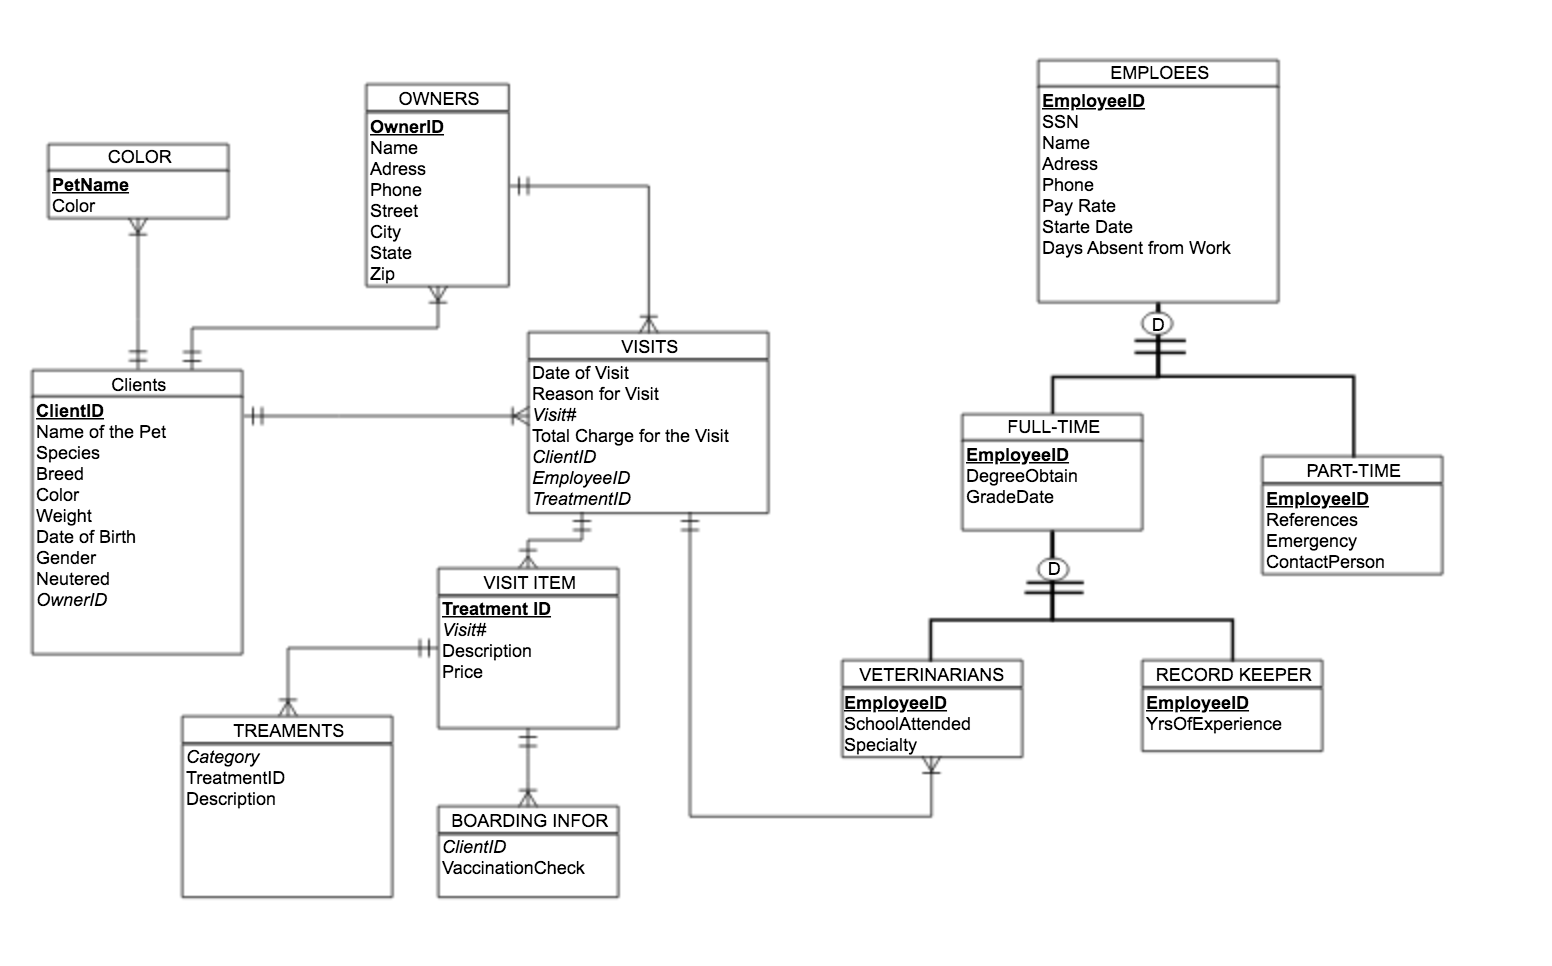 COLOR
PetName
Color
OWNERS
OwnerID
Name
Adress
Phone
Street
City
State
Zip
Clients
ClientID
Name of the Pet
Species
Breed
Color
Weight
Date of Birth
Gender
Neutered
OwnerID
VISITS
Date of Visit
Reason for Visit
Visit#
Total Charge for the Visit
ClientID
EmployeeID
TreatmentID
VISIT ITEM
Treatment ID
Visit#
Description
Price
TREAMENTS
Category
TreatmentID
Description
BOARDING INFOR
ClientID
VaccinationCheck
EMPLOEES
EmployeeID
SSN
Name
Adress
Phone
Pay Rate
Starte Date
Days Absent from Work
D
FULL-TIME
EmployeeID
DegreeObtain
GradeDate
PART-TIME
EmployeeID
References
Emergency
ContactPerson
D
VETERINARIANS
EmployeeID
SchoolAttended
Specialty
RECORD KEEPER
EmployeeID
YrsOfExperience